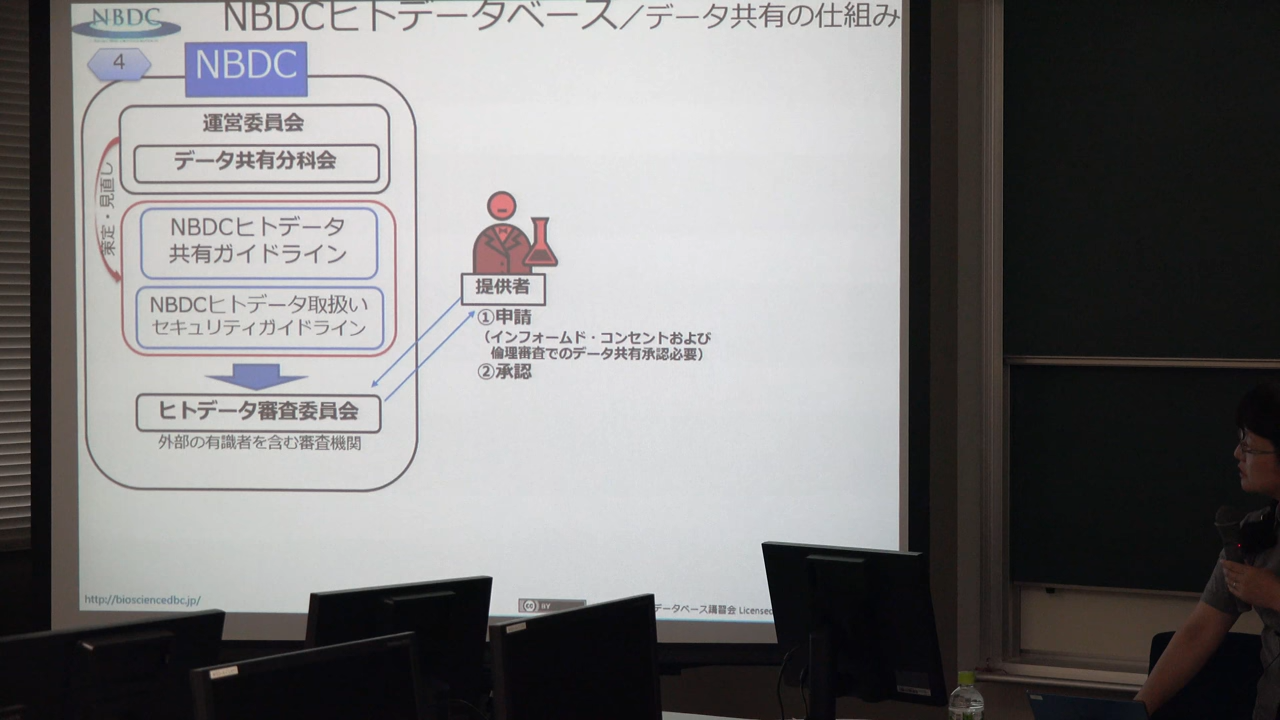 NBDC
NBDCヒトデータベース／データ共有の仕組み
4
NBDC
運営委員会
データ共有分科会
策定・見直し
NBDCヒトデータ
共有ガイドライン
NBDCヒトデータ取扱い
セキュリティガイドライン
ヒトデータ審査委員会
外部の有識者を含む審査機関
提供者
①申請
（インフォームド・コンセントおよび
倫理審査でのデータ共有承認必要）
②承認
http://biosciencedbc.jp/
cc BY
データベース講習会 Licensed